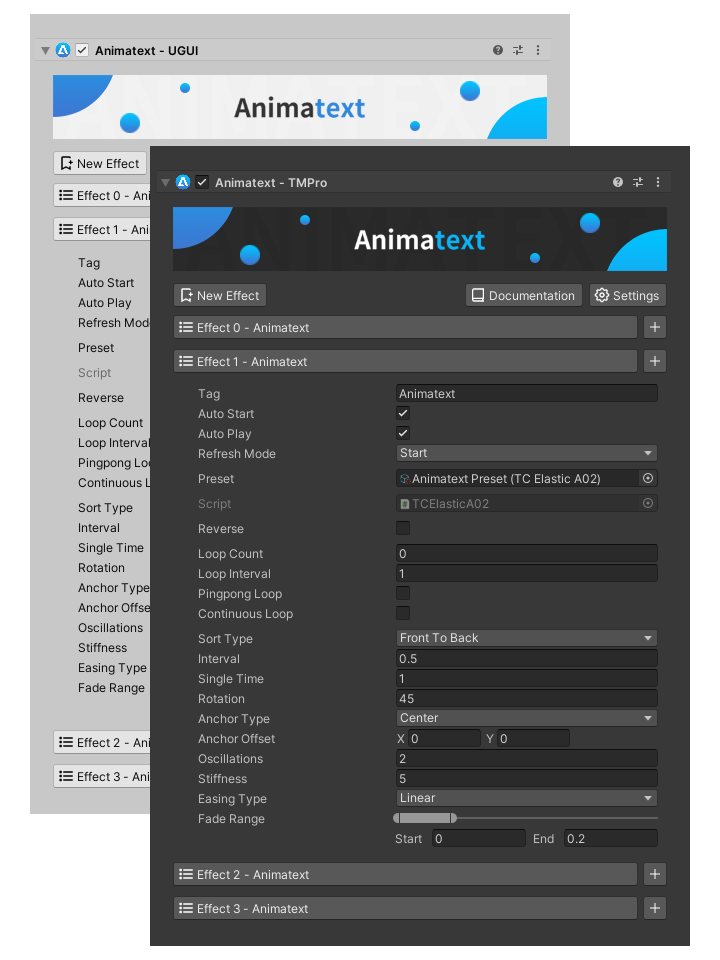 Animatext - UGUI
Animatext
New Effect
Effect 0 - Ani
Effect 1 - Ani
Tag
Auto Start
Auto Play
Refresh Mod
Preset
Script
Reverse
Loop Count
Loop Interval
Pingpong Lo
Continuous L
Sort Type
Interval
Single Time
Rotation
Anchor Type
Anchor Offse
Oscillations
Stiffness
Easing Type
Fade Range
Effect 2 - Ani
Effect 3 - Ani
Animatext - TMPro
Animatext
New Effect Documentation Settings
Effect 0 - Animatext +
Effect 1 - Animatext +
Tag Animatext
Auto Start
Auto Play
Refresh Mode Start
Preset Animatext Preset (TC Elastic A02)
Script TCElasticA02
Reverse
Loop Count 0
Loop Interval 1
Pingpong Loop
Continuous Loop
Sort Type Front To Back
Interval 0.5
Single Time 1
Rotation 45
Anchor Type Center
Anchor Offset X 0 Y 0
Oscillations 2
Stiffness 5
Easing Type Linear
Fade Range
Start 0 End 0.2
Effect 2 - Animatext +
Effect 3 - Animatext +